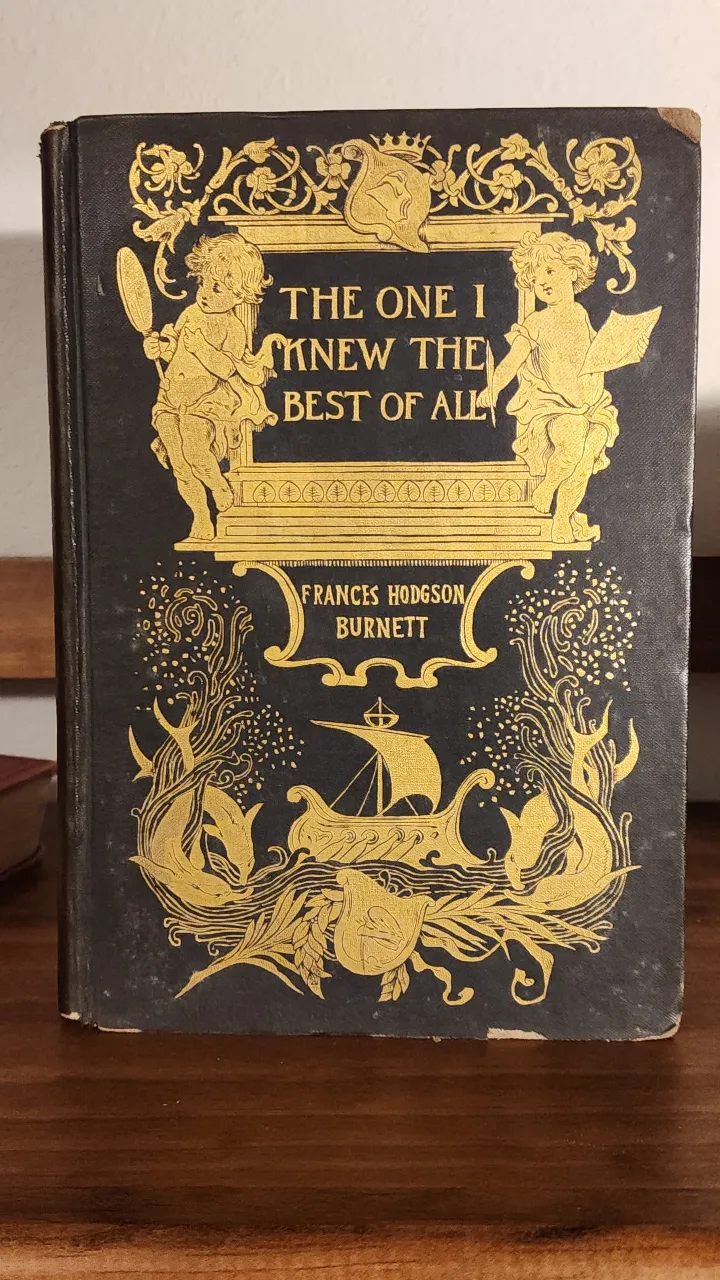 THE ONE I
KNEW THE
BEST OF ALL
FRANCES HODGSON
BURNETT